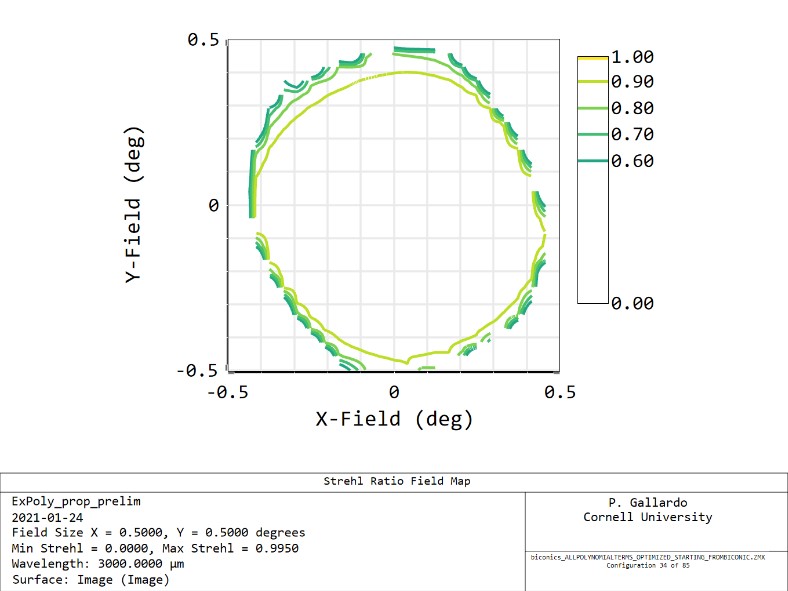 0.5
0
-0.5
Y-Field (deg)
-0.5
0
0.5
X-Field (deg)
1.00
0.90
0.80
0.70
0.60
0.00
Strehl Ratio Field Map
ExPoly_prop_prelim
2021-01-24
Field Size X = 0.5000, Y = 0.5000 degrees
Min Strehl = 0.0000, Max Strehl = 0.9950
Wavelength: 3000.0000 µm
Surface: Image (Image)
P. Gallardo
Cornell University
biconics_ALLPOLYNOMIALTERMS_OPTIMIZED_STARTING_FROMBICONIC.ZMX
Configuration 34 of 85